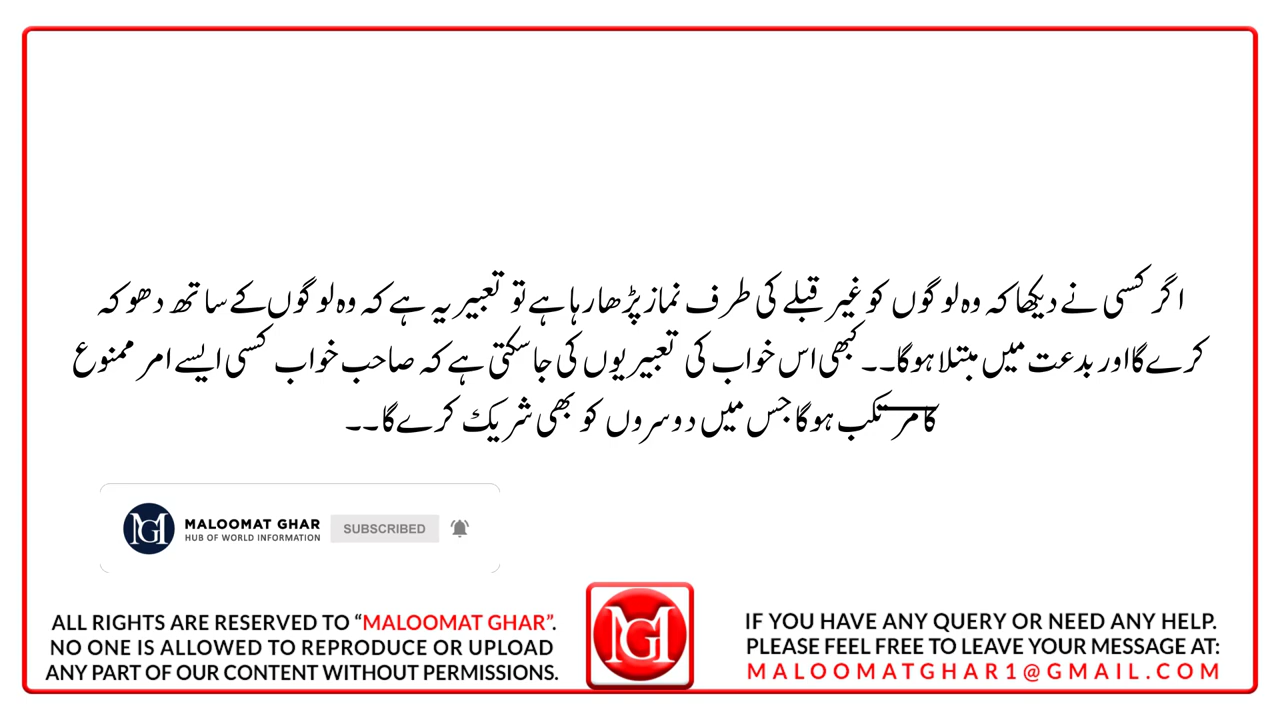 اگر کسی نے دیکھا کہ وہ لوگوں کو غیر قبلے کی طرف نماز پڑھا رہا ہے تو تعبیر یہ ہے کہ وہ لوگوں کے ساتھ دھوکہ
کرے گا اور بدعت میں مبتلا ہوگا۔۔ کبھی اس خواب کی تعبیر یوں کی جا سکتی ہے کہ صاحب خواب کسی ایسے امر ممنوع
کا مرتکب ہوگا جس میں دوسروں کو بھی شریک کرے گا۔۔
MALOOMAT GHAR
HUB OF WORLD INFORMATION
SUBSCRIBED
ALL RIGHTS ARE RESERVED TO “MALOOMAT GHAR”.
NO ONE IS ALLOWED TO REPRODUCE OR UPLOAD
ANY PART OF OUR CONTENT WITHOUT PERMISSIONS.
MG
IF YOU HAVE ANY QUERY OR NEED ANY HELP.
PLEASE FEEL FREE TO LEAVE YOUR MESSAGE AT:
MALOOMATGHAR1@GMAIL.COM